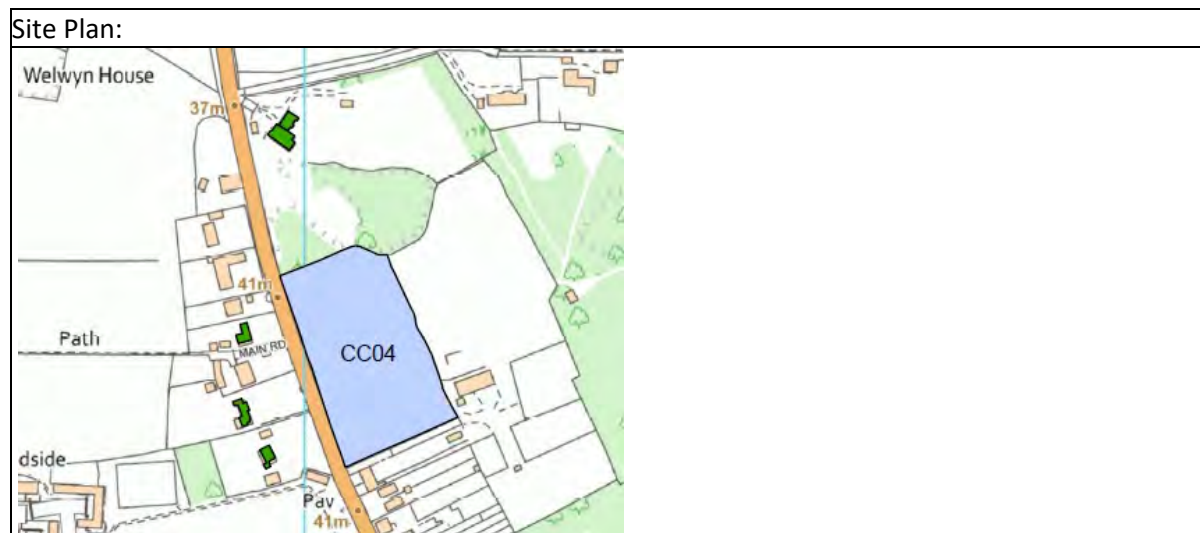 Site Plan:
Welwyn House
37m
41m
Path
MAIN RD
CC04
dside
Pav
41m